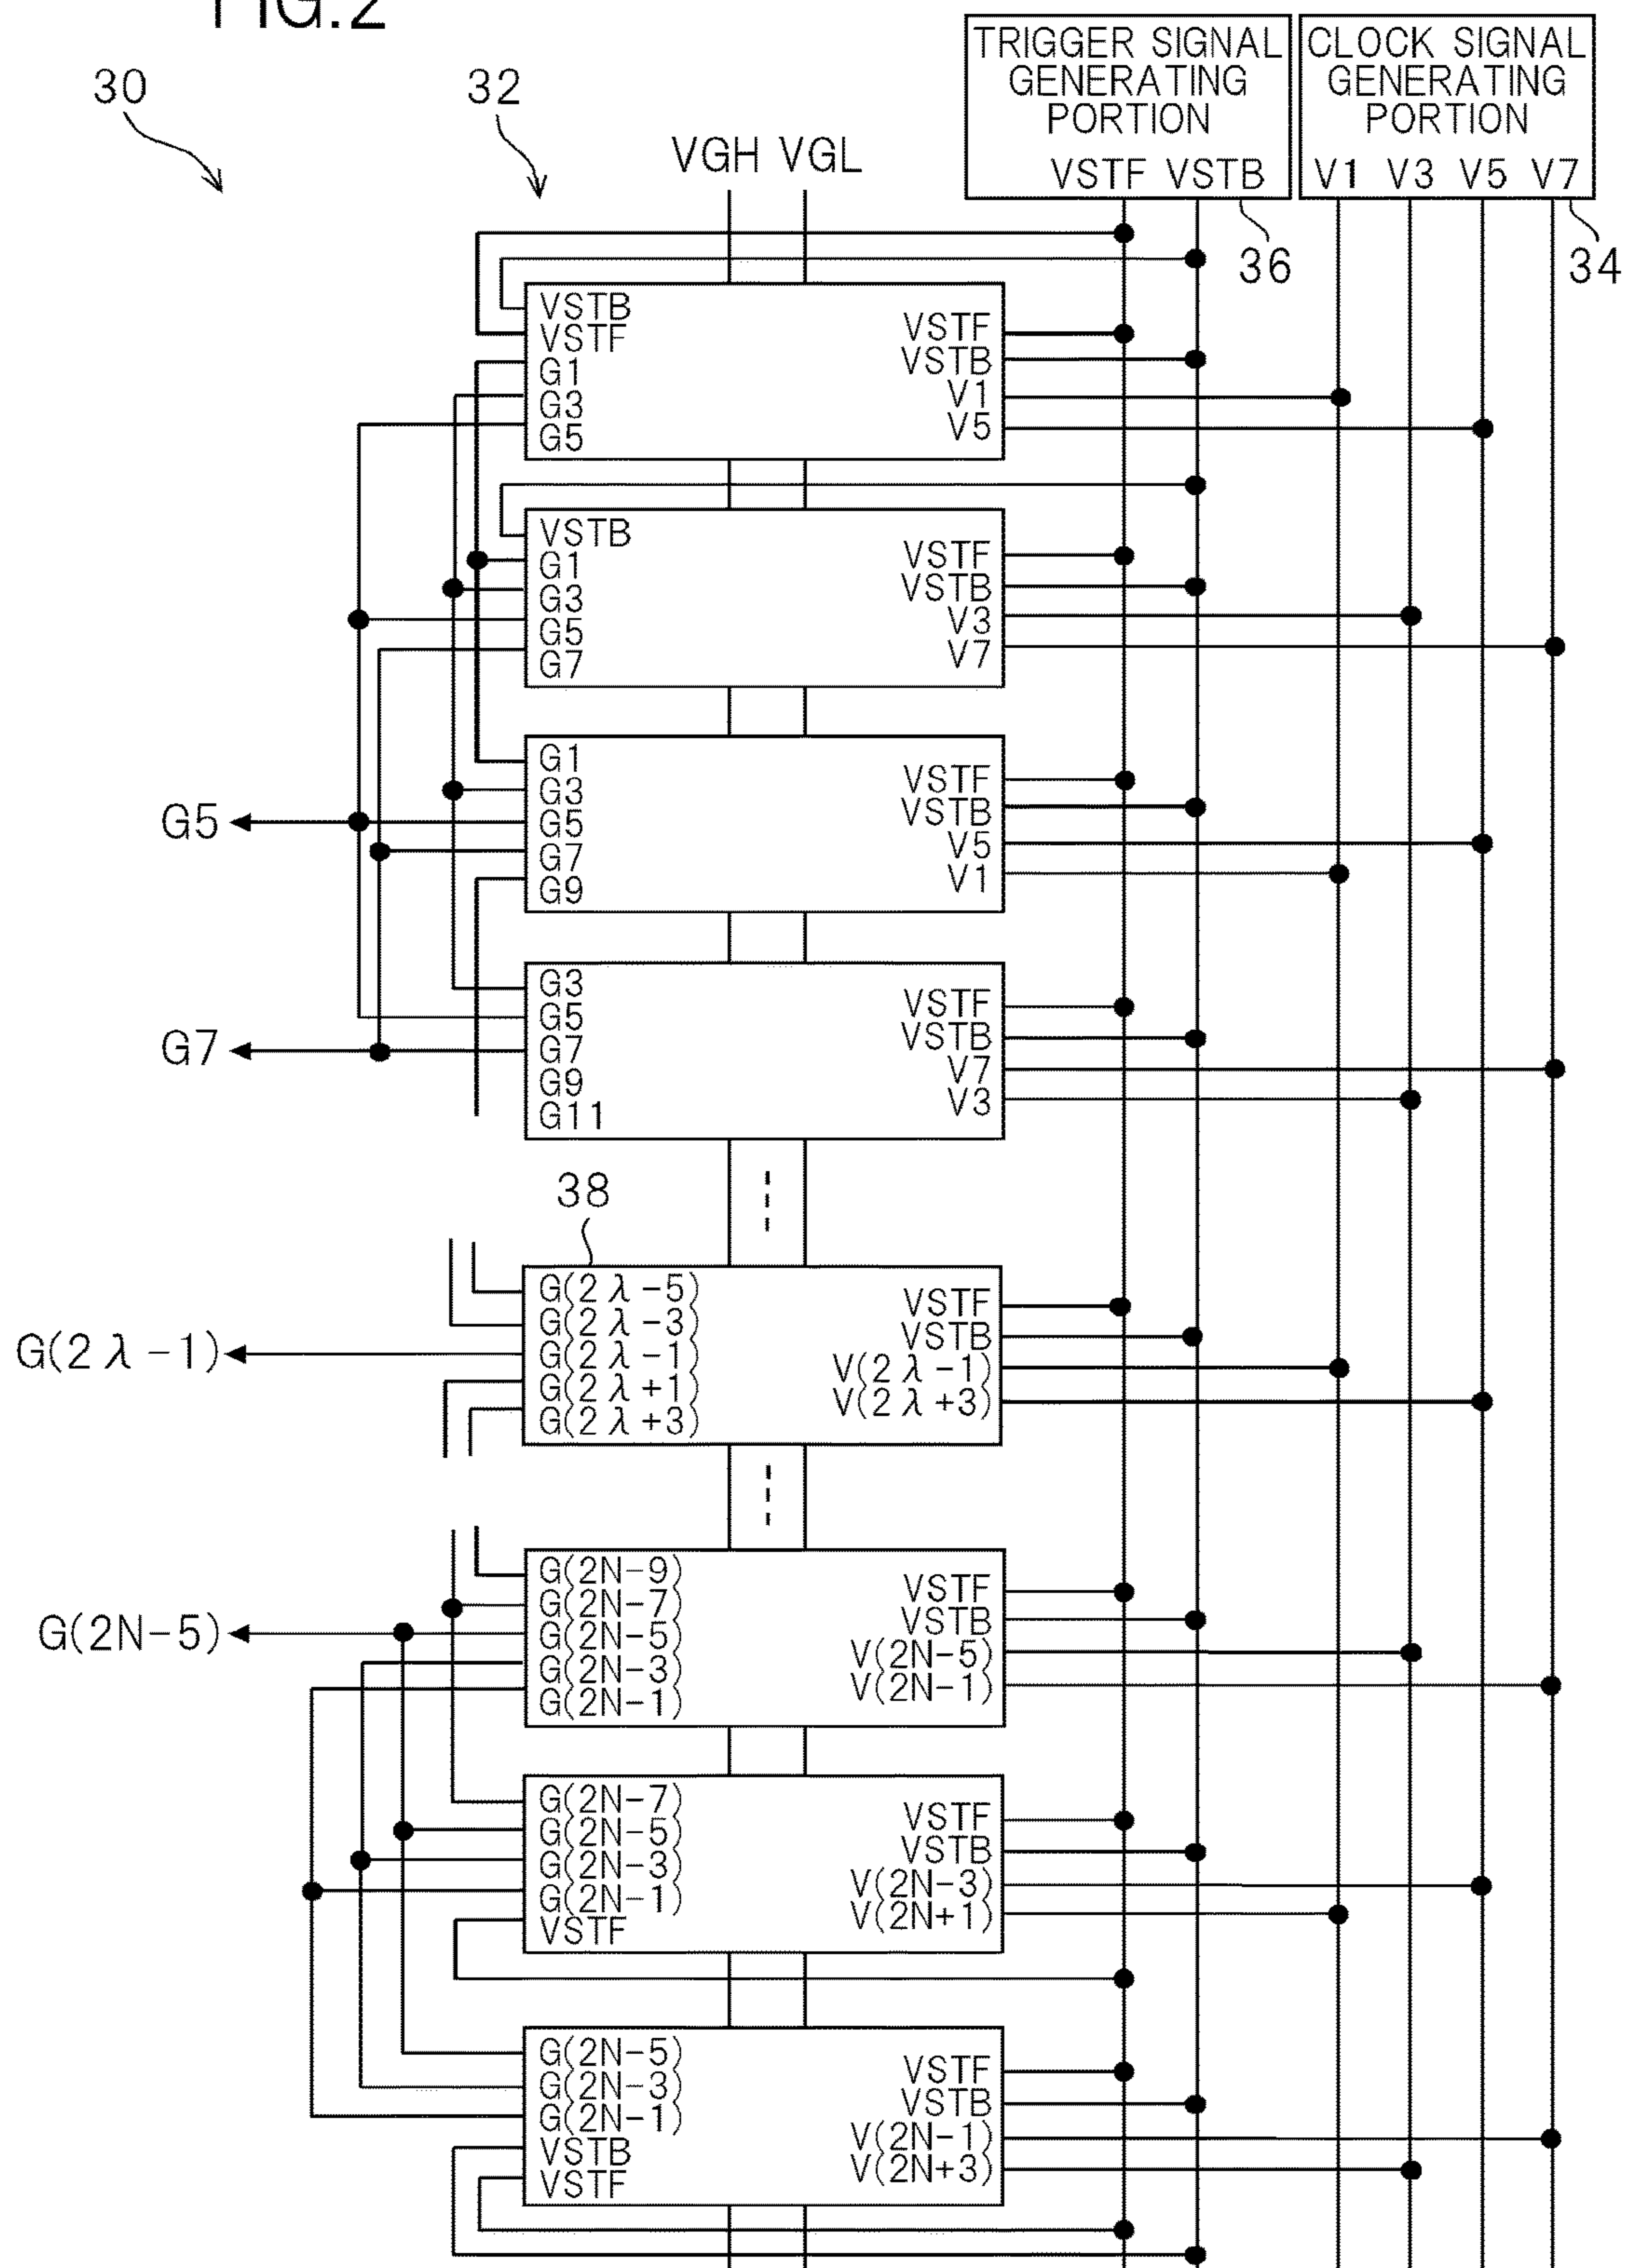 FIG.2
30
32
VGH VGL
TRIGGER SIGNAL
GENERATING
PORTION
VSTF VSTB
CLOCK SIGNAL
GENERATING
PORTION
V1 V3 V5 V7
36
34
VSTB
VSTF
G1
G3
G5
VSTF
VSTB
V1
V5
VSTB
G1
G3
G5
G7
VSTF
VSTB
V3
V7
G1
G3
G5
G7
G9
VSTF
VSTB
V5
V1
G5
G3
G5
G7
G9
G11
VSTF
VSTB
V7
V3
G7
38
G(2λ-5)
G(2λ-3)
G(2λ-1)
G(2λ+1)
G(2λ+3)
VSTF
VSTB
V(2λ-1)
V(2λ+3)
G(2λ-1)
G(2N-9)
G(2N-7)
G(2N-5)
G(2N-3)
G(2N-1)
VSTF
VSTB
V(2N-5)
V(2N-1)
G(2N-5)
G(2N-7)
G(2N-5)
G(2N-3)
G(2N-1)
VSTF
VSTF
VSTB
V(2N-3)
V(2N+1)
G(2N-5)
G(2N-3)
G(2N-1)
VSTB
VSTF
VSTF
VSTB
V(2N-1)
V(2N+3)